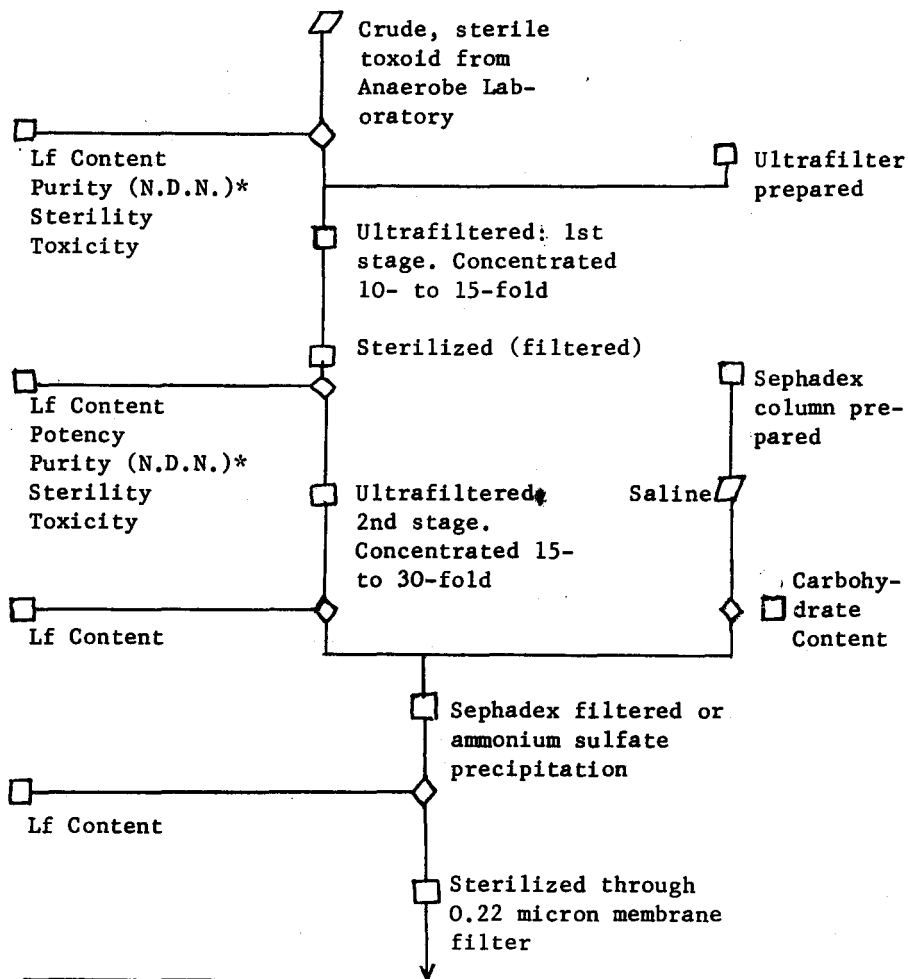 Crude, sterile
toxoid from
Anaerobe Lab-
oratory
Lf Content
Purity (N.D.N.)*
Sterility
Toxicity
Ultrafilter
prepared
Ultrafiltered: 1st
stage. Concentrated
10- to 15-fold
Sterilized (filtered)
Lf Content
Potency
Purity (N.D.N.)*
Sterility
Toxicity
Sephadex
column pre-
pared
Ultrafiltered
2nd stage.
Concentrated 15-
to 30-fold
Saline
Lf Content
Carbohy-
drate
Content
Sephadex filtered or
ammonium sulfate
precipitation
Lf Content
Sterilized through
0.22 micron membrane
filter